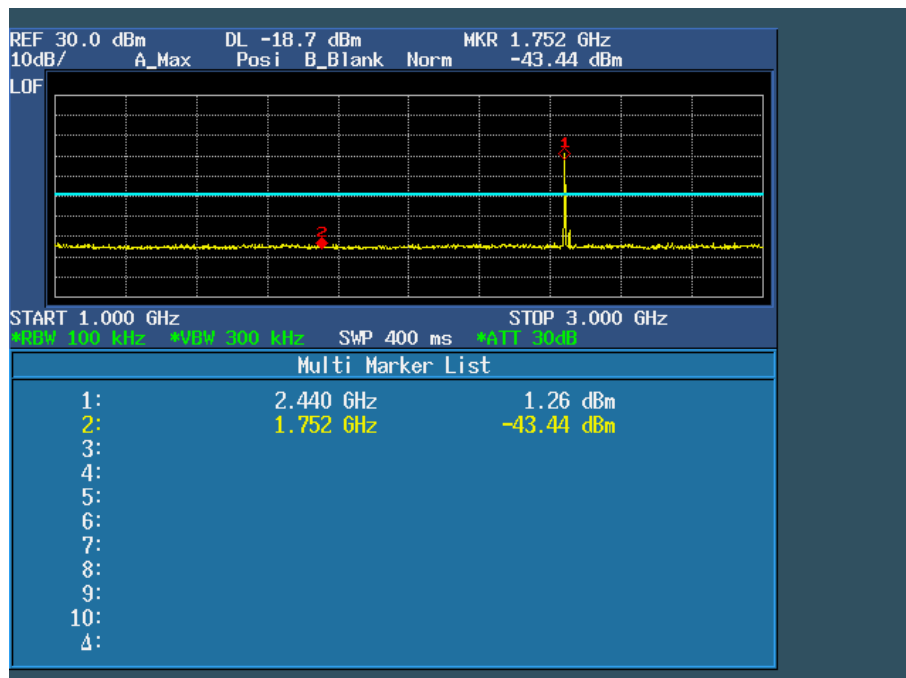 REF 30.0 dBm DL -18.7 dBm MKR 1.752 GHz
10dB/ A_Max Posi B_Blank Norm -43.44 dBm
LOF
1
2
START 1.000 GHz STOP 3.000 GHz
*RBW 100 kHz *VBW 300 kHz SWP 400 ms *ATT 30dB
Multi Marker List
1: 2.440 GHz 1.26 dBm
2: 1.752 GHz -43.44 dBm
3:
4:
5:
6:
7:
8:
9:
10:
Δ: